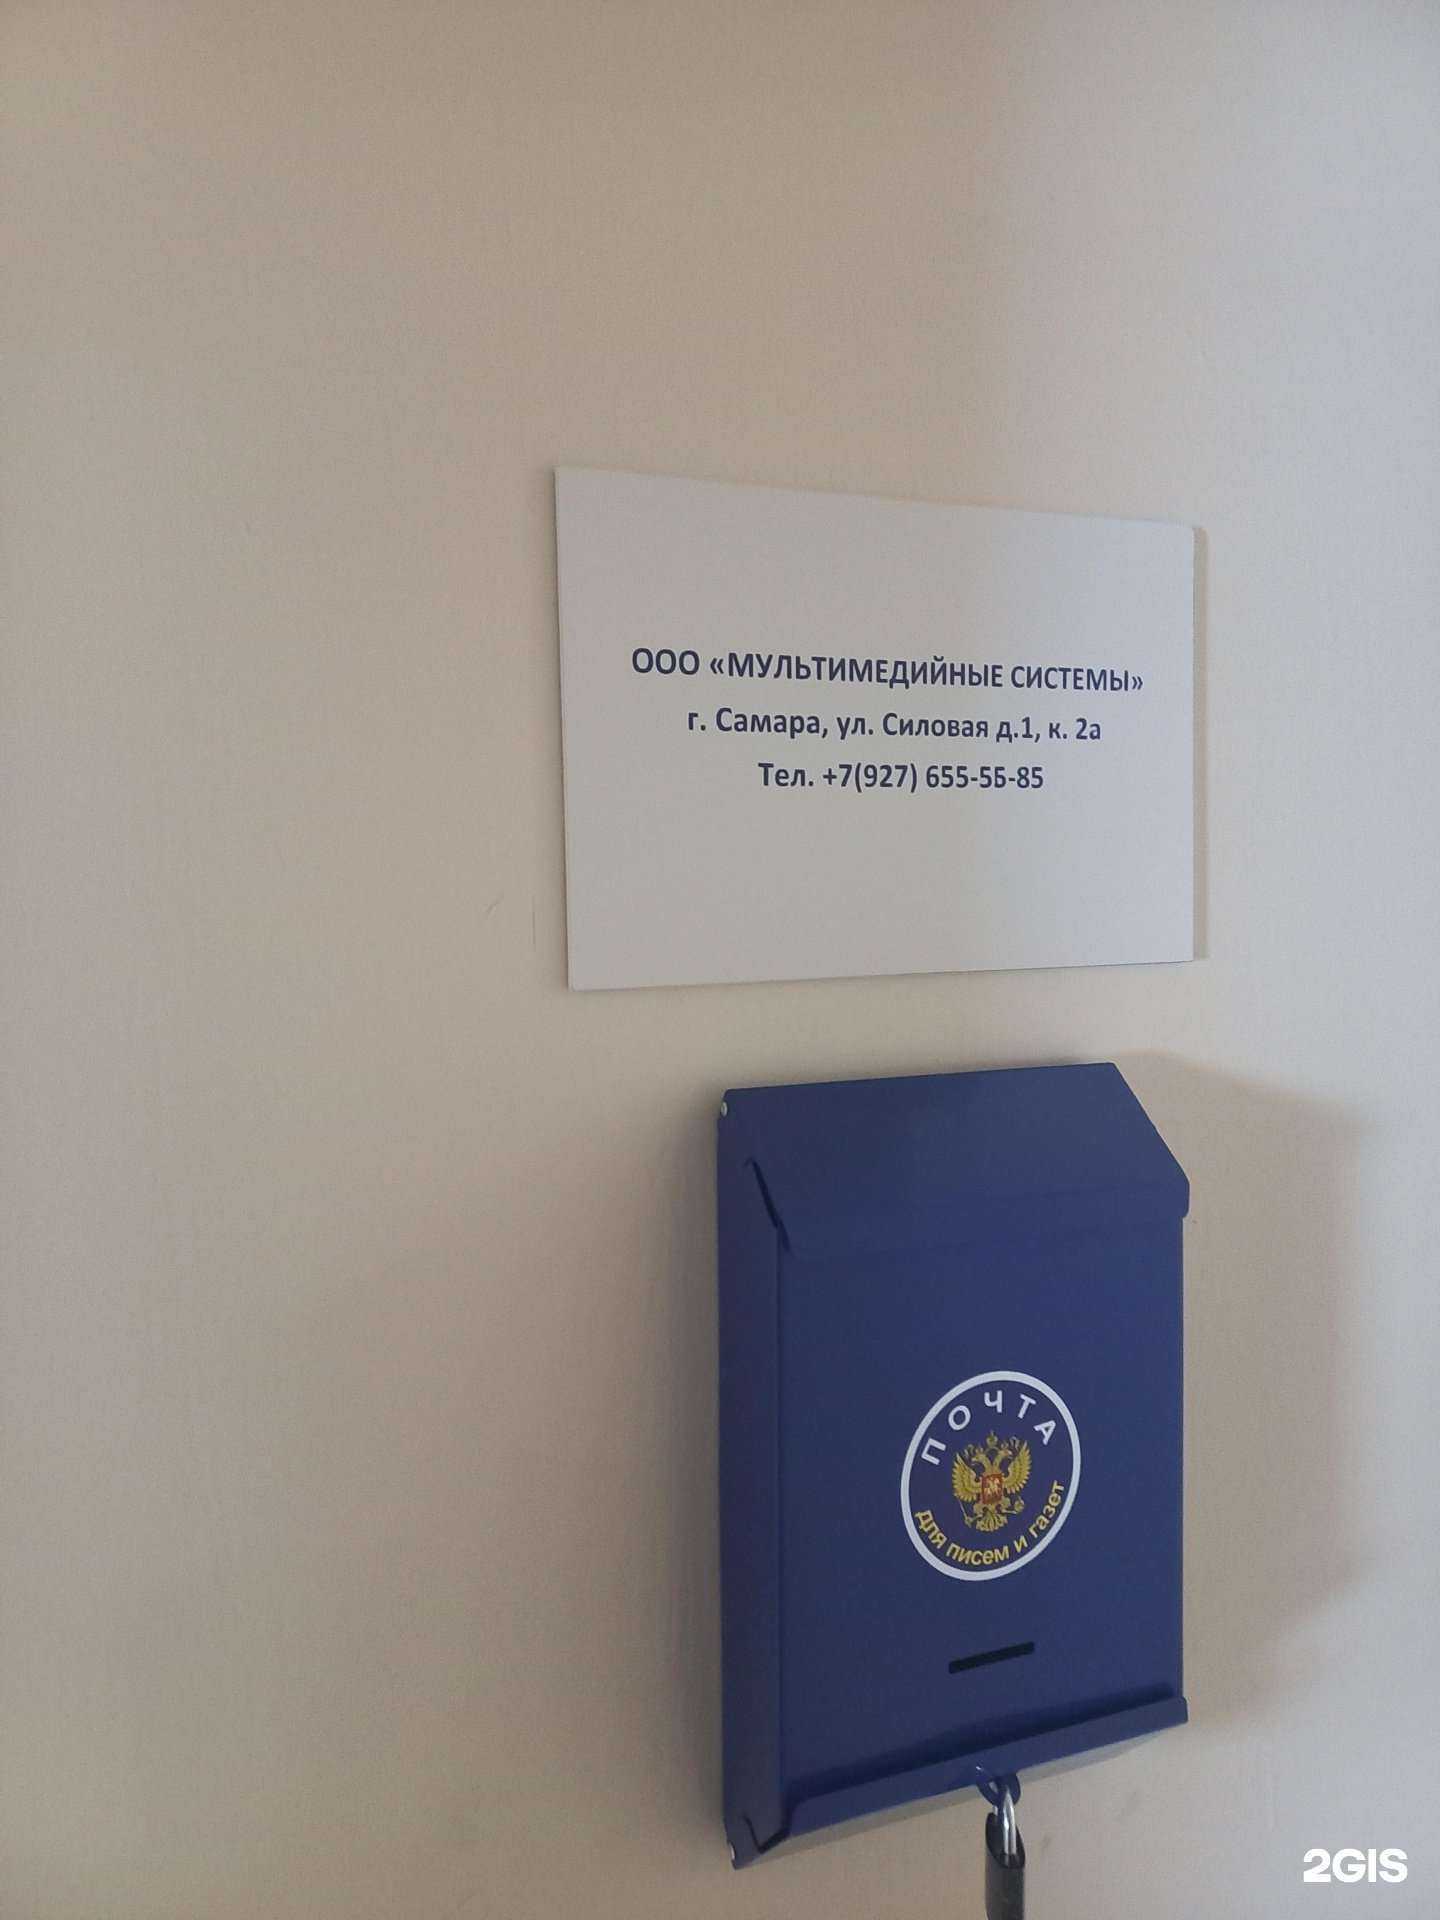 ООО «МУЛЬТИМЕДИЙНЫЕ СИСТЕМЫ»
г. Самара, ул. Силовая д.1, к. 2а
Тел. +7(927) 655-55-85
ПОЧТА
для писем и газет
2GIS